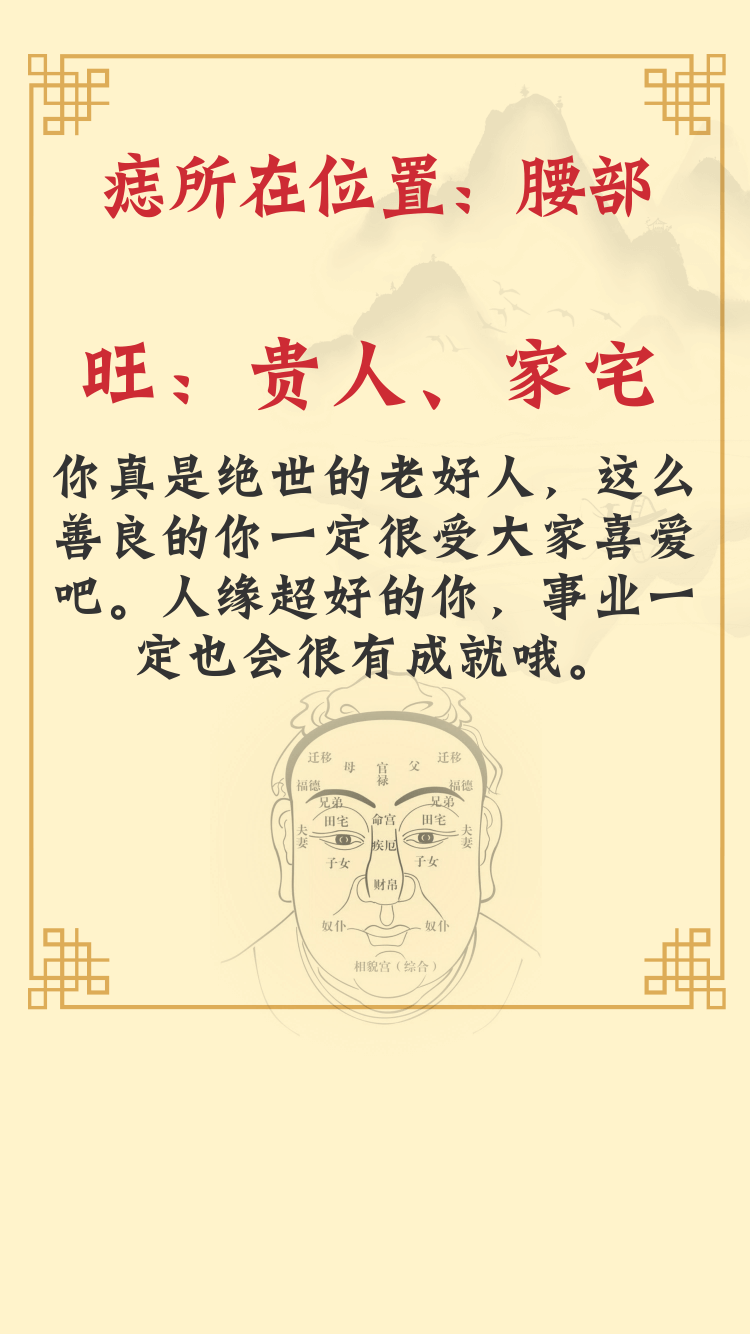 痣所在位置：腰部
旺：贵人、家宅
你真是绝世的老好人，这么
善良的你一定很受大家喜爱
吧。人缘超好的你，事业一
定也会很有成就哦。
迁移 母 官禄 父 迁移
福德 福德
兄弟 兄弟
田宅 命宫 田宅
夫妻 疾厄 夫妻
子女 子女
财帛
奴仆 奴仆
相貌宫（综合）